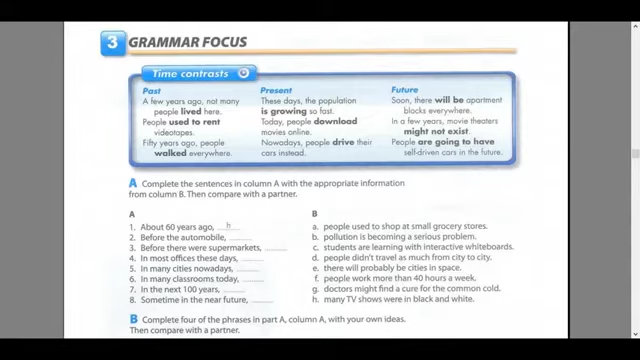 3 GRAMMAR FOCUS
Time contrasts
Past
A few years ago, not many
people lived here.
People used to rent
videotapes.
Fifty years ago, people
walked everywhere.
Present
These days, the population
is growing so fast.
Today, people download
movies online.
Nowadays, people drive their
cars instead.
Future
Soon, there will be apartment
blocks everywhere.
In a few years, movie theaters
might not exist.
People are going to have
self-driven cars in the future.
A Complete the sentences in column A with the appropriate information
from column B. Then compare with a partner.
A
1. About 60 years ago, h
2. Before the automobile,
3. Before there were supermarkets,
4. In most offices these days,
5. In many cities nowadays,
6. In many classrooms today,
7. In the next 100 years,
8. Sometime in the near future,
B
a. people used to shop at small grocery stores.
b. pollution is becoming a serious problem.
c. students are learning with interactive whiteboards.
d. people didn't travel as much from city to city.
e. there will probably be cities in space.
f. people work more than 40 hours a week.
g. doctors might find a cure for the common cold.
h. many TV shows were in black and white.
B Complete four of the phrases in part A, column A, with your own ideas.
Then compare with a partner.